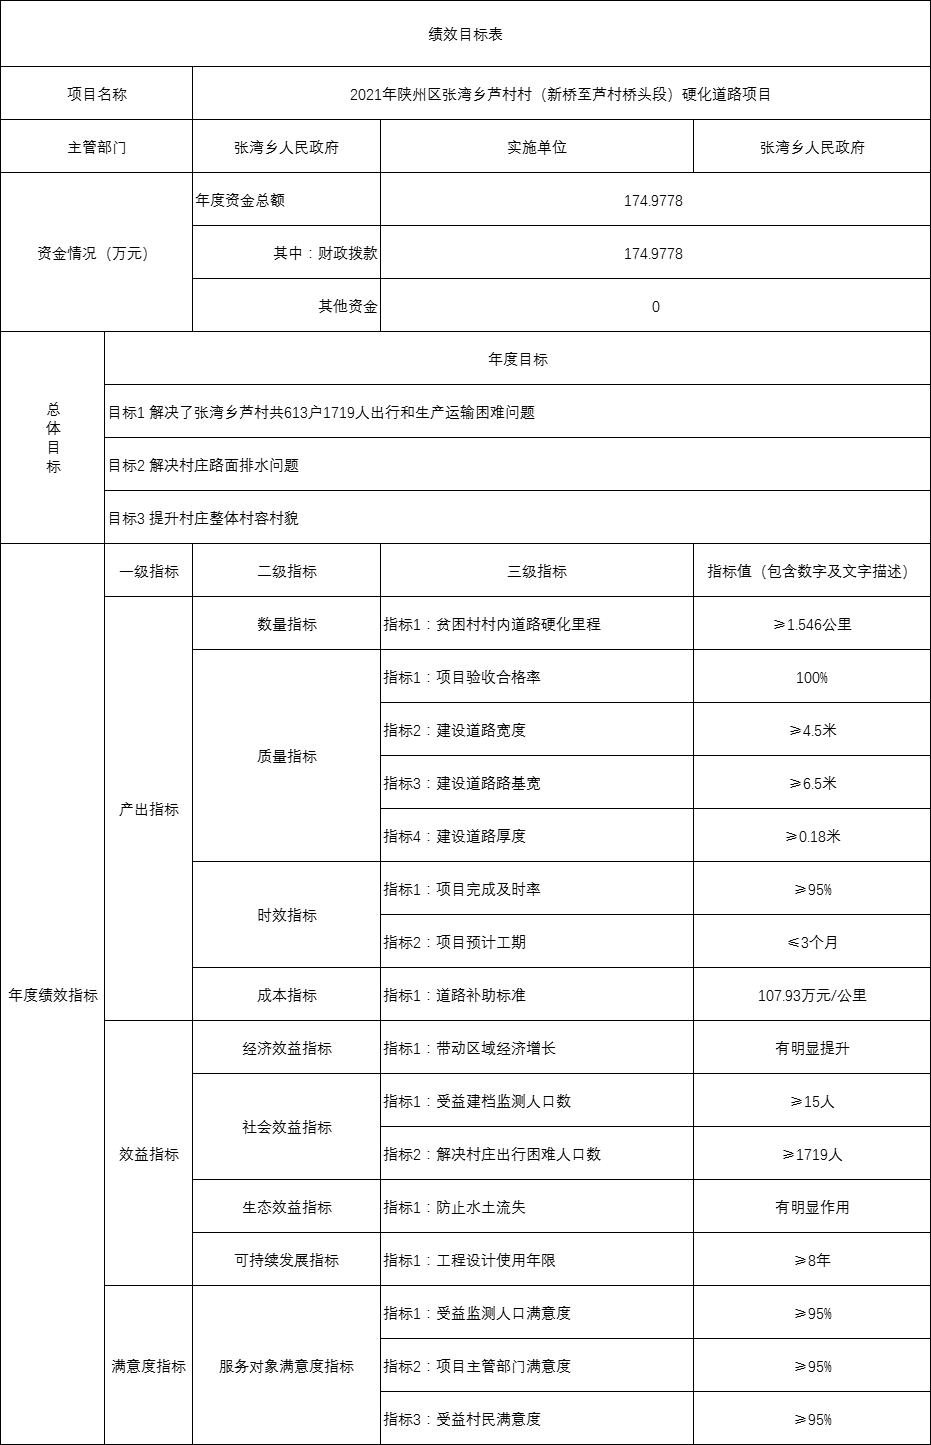 绩效目标表
项目名称
2021年陕州区张湾乡芦村村（新桥至芦村桥头段）硬化道路项目
主管部门
张湾乡人民政府
实施单位
张湾乡人民政府
资金情况（万元）
年度资金总额
174.9778
其中：财政拨款
174.9778
其他资金
0
总体目标
年度目标
目标1 解决了张湾乡芦村共613户1719人出行和生产运输困难问题
目标2 解决村庄路面排水问题
目标3 提升村庄整体村容村貌
年度绩效指标
一级指标
二级指标
三级指标
指标值（包含数字及文字描述）
产出指标
数量指标
指标1：贫困村村内道路硬化里程
≥1.546公里
质量指标
指标1：项目验收合格率
100%
指标2：建设道路宽度
≥4.5米
指标3：建设道路路基宽
≥6.5米
指标4：建设道路厚度
≥0.18米
时效指标
指标1：项目完成及时率
≥95%
指标2：项目预计工期
≤3个月
成本指标
指标1：道路补助标准
107.93万元/公里
效益指标
经济效益指标
指标1：带动区域经济增长
有明显提升
社会效益指标
指标1：受益建档监测人口数
≥15人
指标2：解决村庄出行困难人口数
≥1719人
生态效益指标
指标1：防止水土流失
有明显作用
可持续发展指标
指标1：工程设计使用年限
≥8年
满意度指标
服务对象满意度指标
指标1：受益监测人口满意度
≥95%
指标2：项目主管部门满意度
≥95%
指标3：受益村民满意度
≥95%